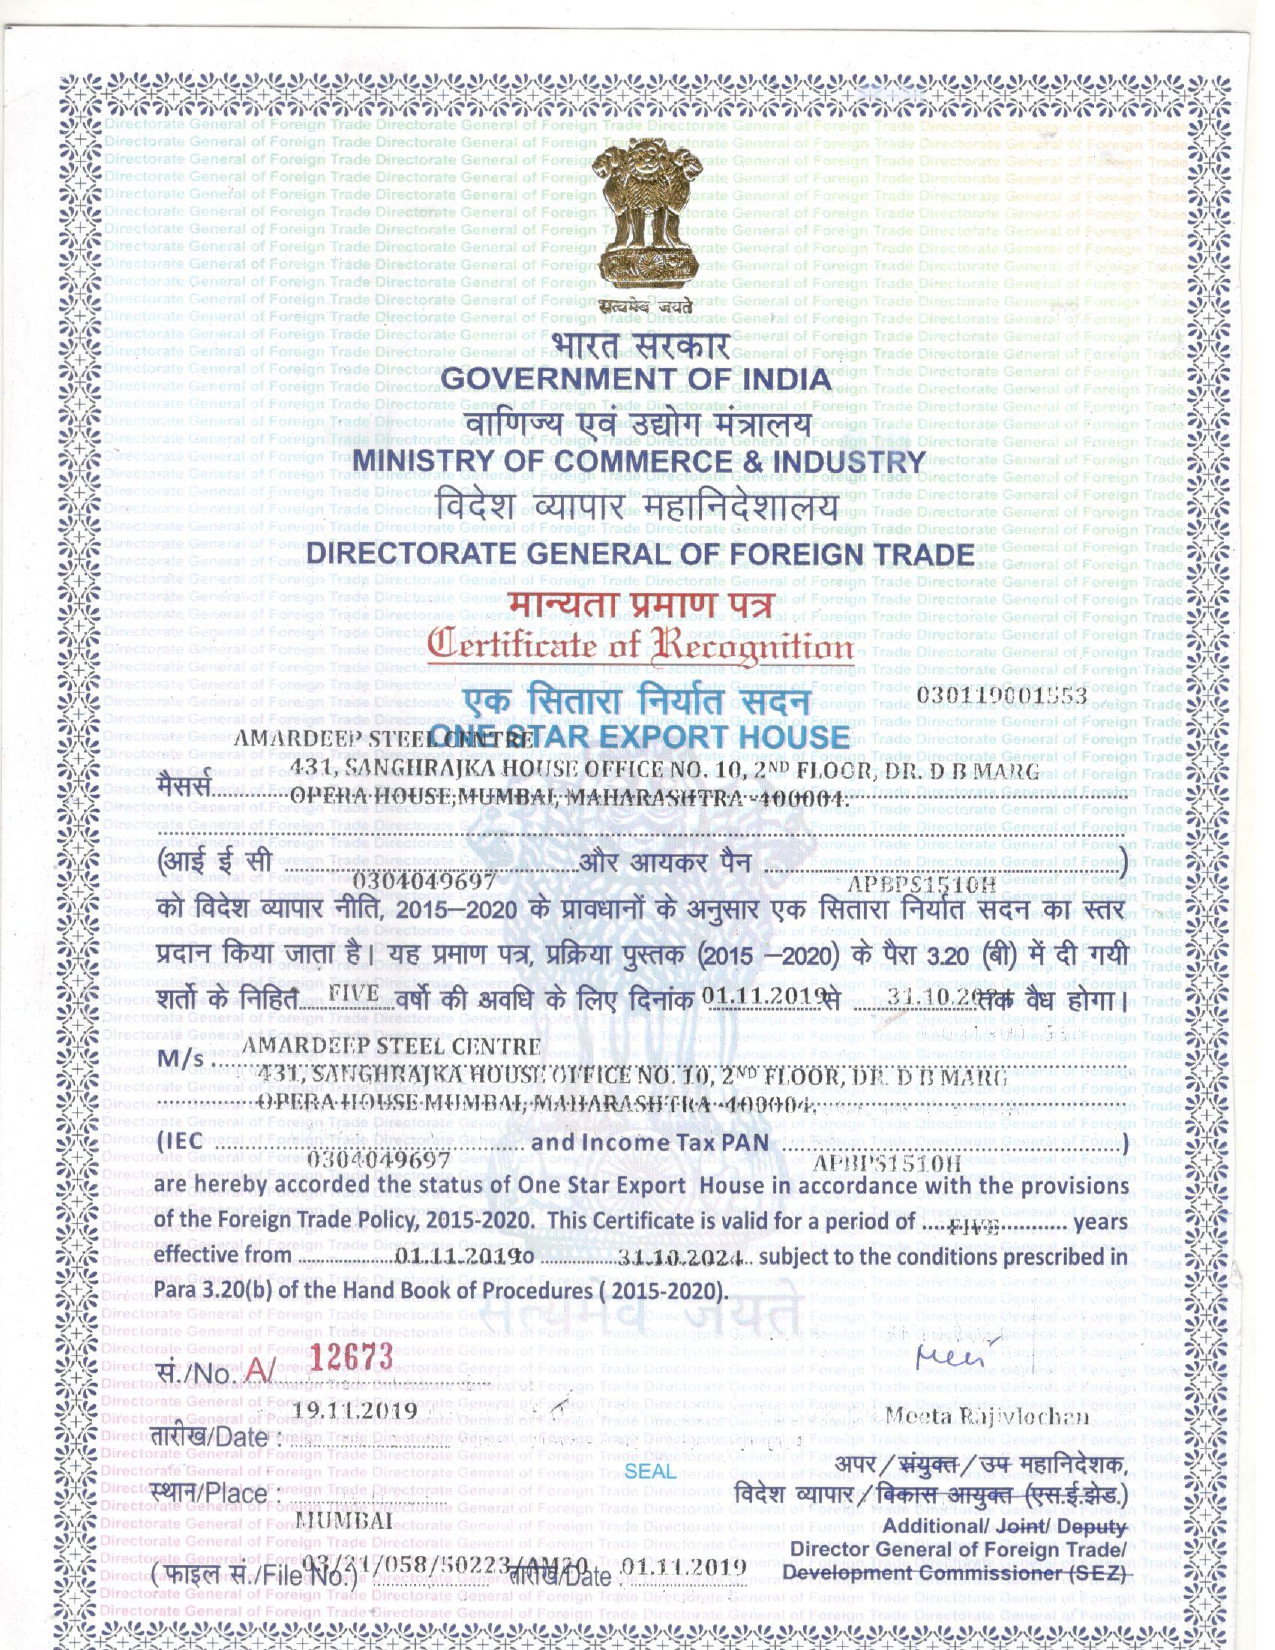 सत्यमेव जयते
भारत सरकार
GOVERNMENT OF INDIA
वाणिज्य एवं उद्योग मंत्रालय
MINISTRY OF COMMERCE & INDUSTRY
विदेश व्यापार महानिदेशालय
DIRECTORATE GENERAL OF FOREIGN TRADE
मान्यता प्रमाण पत्र
Certificate of Recognition
एक सितारा निर्यात सदन
ONE STAR EXPORT HOUSE
AMARDEEP STEEL CENTRE
431, SANGHRAJKA HOUSE OFFICE NO. 10, 2ND FLOOR, DR. D B MARG
मैसर्स OPERA HOUSE, MUMBAI, MAHARASHTRA - 400004.
(आई ई सी 0304049697 और आयकर पैन APBPS1510H )
को विदेश व्यापार नीति, 2015–2020 के प्रावधानों के अनुसार एक सितारा निर्यात सदन का स्तर
प्रदान किया जाता है। यह प्रमाण पत्र, प्रक्रिया पुस्तक (2015 –2020) के पैरा 3.20 (बी) में दी गयी
शर्तो के निहित FIVE वर्षो की अवधि के लिए दिनांक 01.11.2019 से 31.10. तक वैध होगा।
AMARDEEP STEEL CENTRE
M/s 431, SANGHRAJKA HOUSE OFFICE NO. 10, 2ND FLOOR, DR. D B MARG
OPERA HOUSE MUMBAI, MAHARASHTRA - 400004.
(IEC 0304049697 and Income Tax PAN APBPS1510H )
are hereby accorded the status of One Star Export House in accordance with the provisions
of the Foreign Trade Policy, 2015-2020. This Certificate is valid for a period of FIVE years
effective from 01.11.2019 to 31.10.2024 subject to the conditions prescribed in
Para 3.20(b) of the Hand Book of Procedures ( 2015-2020).
सत्यमेव जयते
सं./No. A/ 12673
तारीख/Date : 19.11.2019
Meeta Rajivlochan
SEAL
स्थान/Place : MUMBAI
अपर/संयुक्त/उप महानिदेशक,
विदेश व्यापार/विकास आयुक्त (एस.ई.झेड.)
Additional/ Joint/ Deputy
Director General of Foreign Trade/
Development Commissioner (SEZ)
(फाइल सं./File No.) 03/21/058/50223/AM20 तारीख/Date 01.11.2019